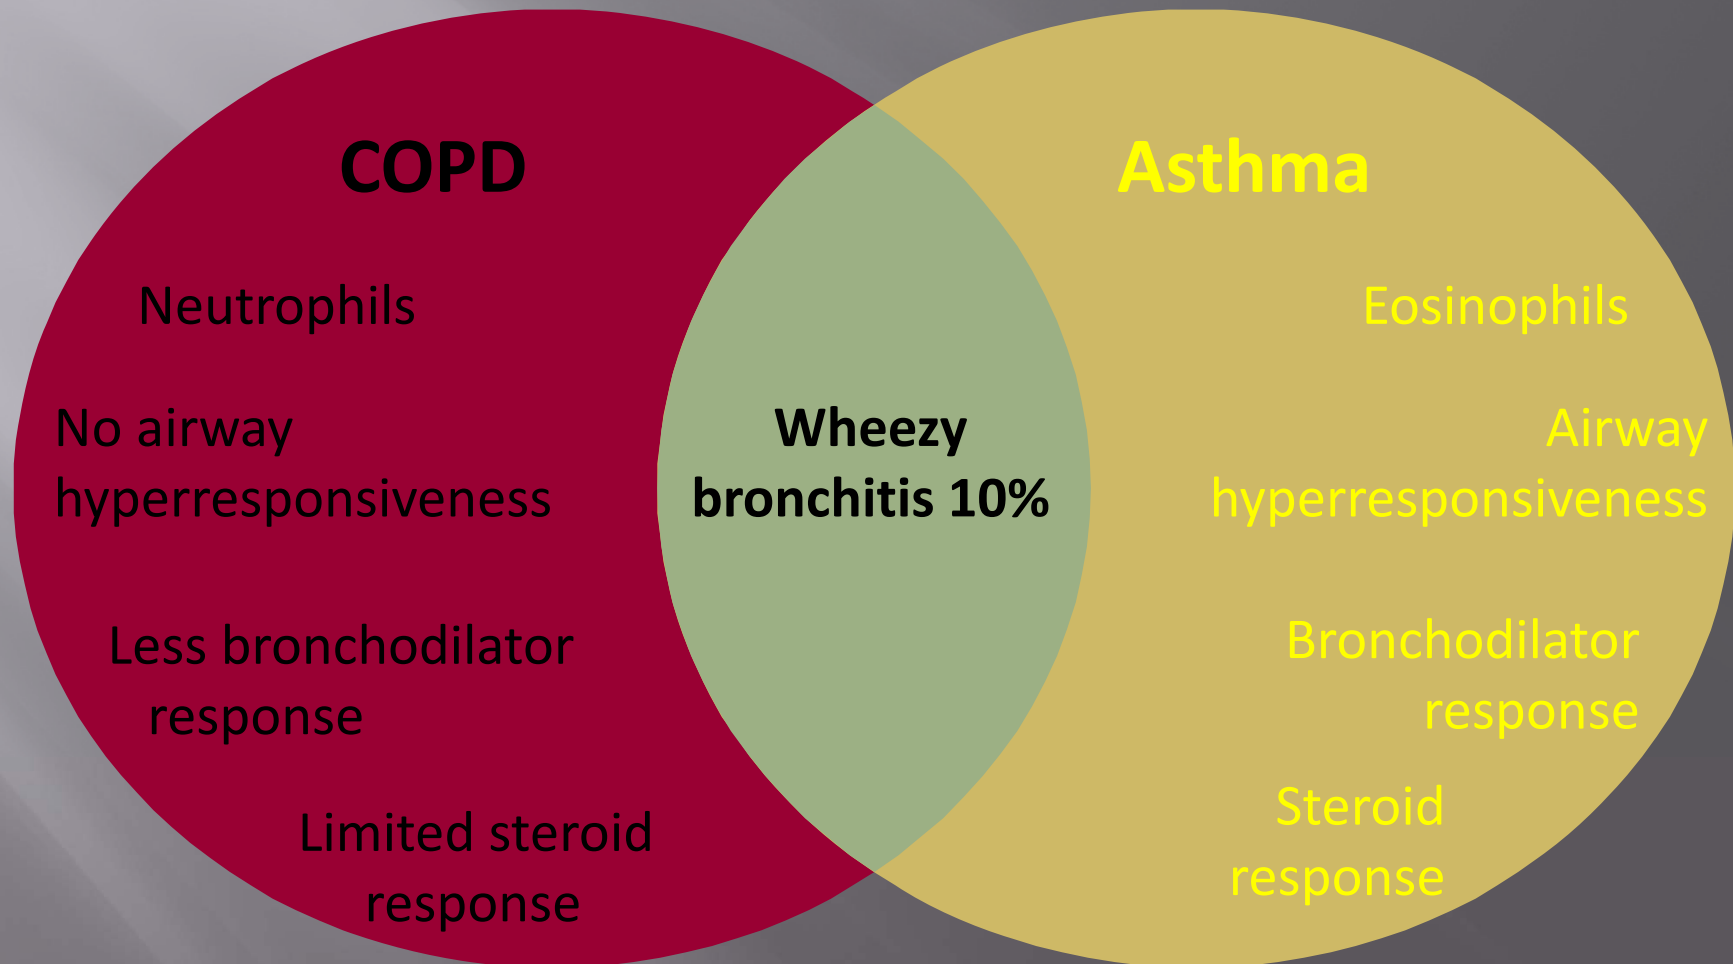 COPD
Neutrophils
No airway
hyperresponsiveness
Less bronchodilator
response
Limited steroid
response
Wheezy
bronchitis 10%
Asthma
Eosinophils
Airway
hyperresponsiveness
Bronchodilator
response
Steroid
response